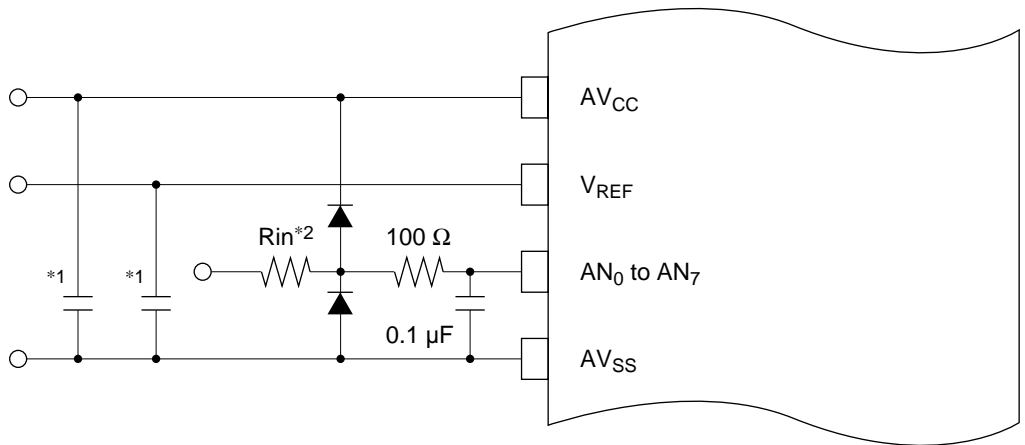 AVCC
VREF
Rin*2
100 Ω
*1
*1
AN0 to AN7
0.1 µF
AVSS